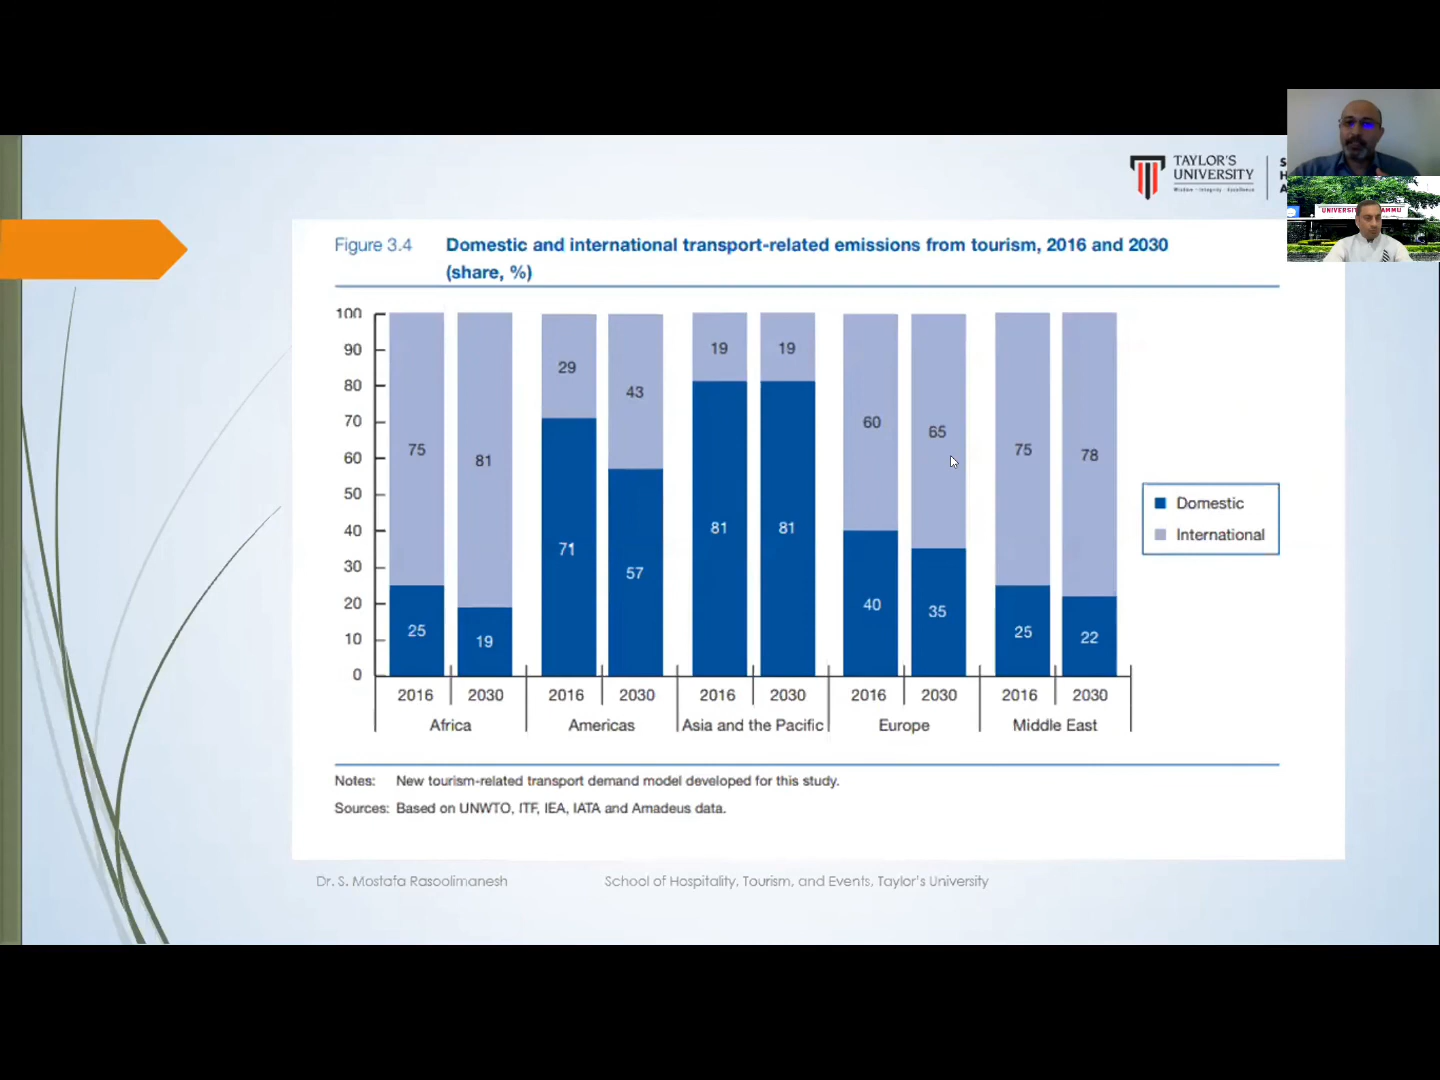 TAYLOR'S
UNIVERSITY
Wisdom · Integrity · Excellence
S
H
A
UNIVERSIT AMMU
Figure 3.4 Domestic and international transport-related emissions from tourism, 2016 and 2030
(share, %)
100
90
80
70
60
50
40
30
20
10
0
75 81 29 43 19 19 60 65 75 78
25 19 71 57 81 81 40 35 25 22
Domestic
International
2016 2030 2016 2030 2016 2030 2016 2030 2016 2030
Africa Americas Asia and the Pacific Europe Middle East
Notes: New tourism-related transport demand model developed for this study.
Sources: Based on UNWTO, ITF, IEA, IATA and Amadeus data.
Dr. S. Mostafa Rasoolimanesh School of Hospitality, Tourism, and Events, Taylor's University